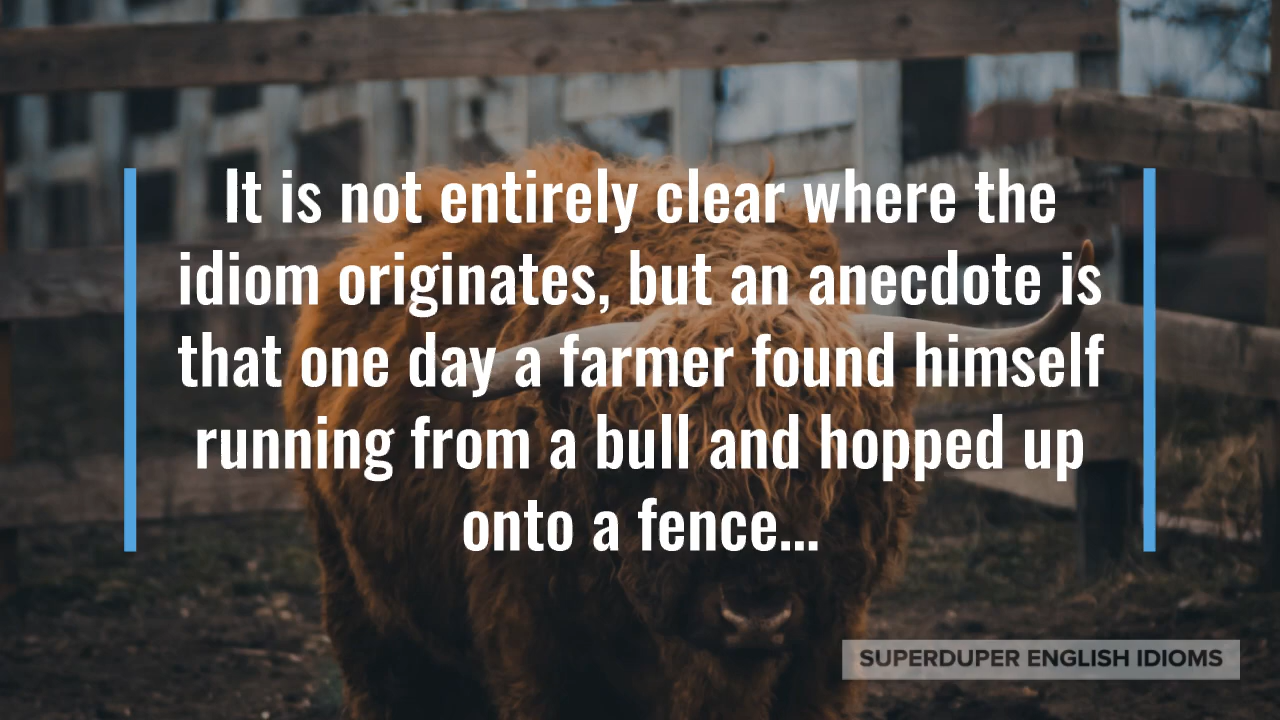 It is not entirely clear where the
idiom originates, but an anecdote is
that one day a farmer found himself
running from a bull and hopped up
onto a fence...
SUPERDUPER ENGLISH IDIOMS